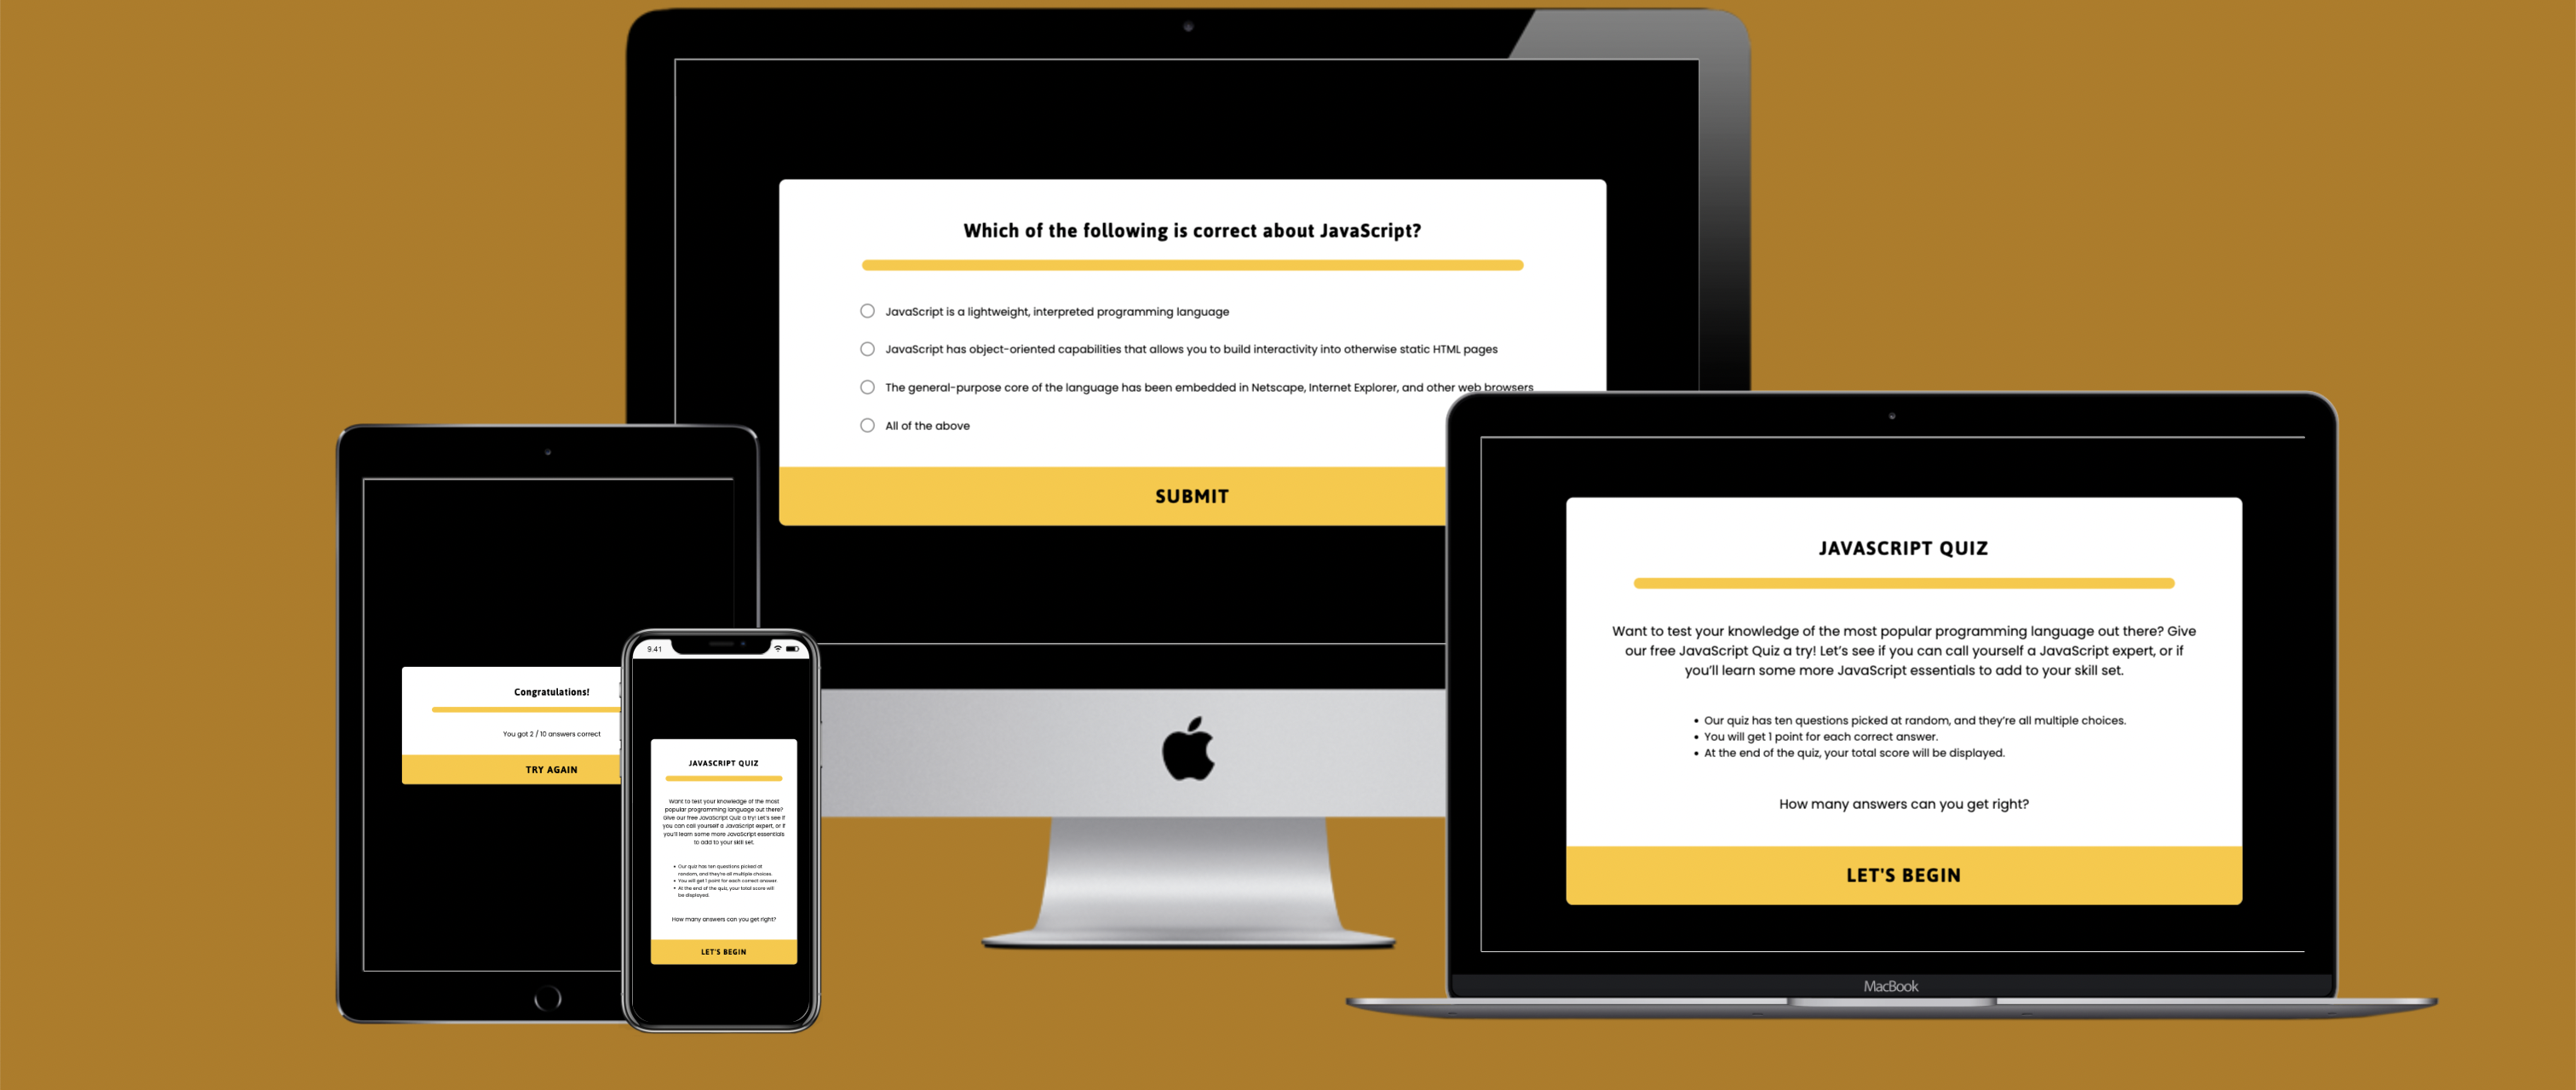 Which of the following is correct about JavaScript?
JavaScript is a lightweight, interpreted programming language
JavaScript has object-oriented capabilities that allows you to build interactivity into otherwise static HTML pages
The general-purpose core of the language has been embedded in Netscape, Internet Explorer, and other web browsers
All of the above
SUBMIT
Congratulations!
You got 2 / 10 answers correct
TRY AGAIN
9.41
JAVASCRIPT QUIZ
Want to test your knowledge of the most
popular programming language out there?
Give our free JavaScript Quiz a try! Let's see if
you can call yourself a JavaScript expert, or if
you'll learn some more JavaScript essentials
to add to your skill set.
• Our quiz has ten questions picked at
random, and they're all multiple choices.
• You will get 1 point for each correct answer.
• At the end of the quiz, your total score will
be displayed.
How many answers can you get right?
LET'S BEGIN
JAVASCRIPT QUIZ
Want to test your knowledge of the most popular programming language out there? Give
our free JavaScript Quiz a try! Let's see if you can call yourself a JavaScript expert, or if
you'll learn some more JavaScript essentials to add to your skill set.
• Our quiz has ten questions picked at random, and they're all multiple choices.
• You will get 1 point for each correct answer.
• At the end of the quiz, your total score will be displayed.
How many answers can you get right?
LET'S BEGIN
MacBook